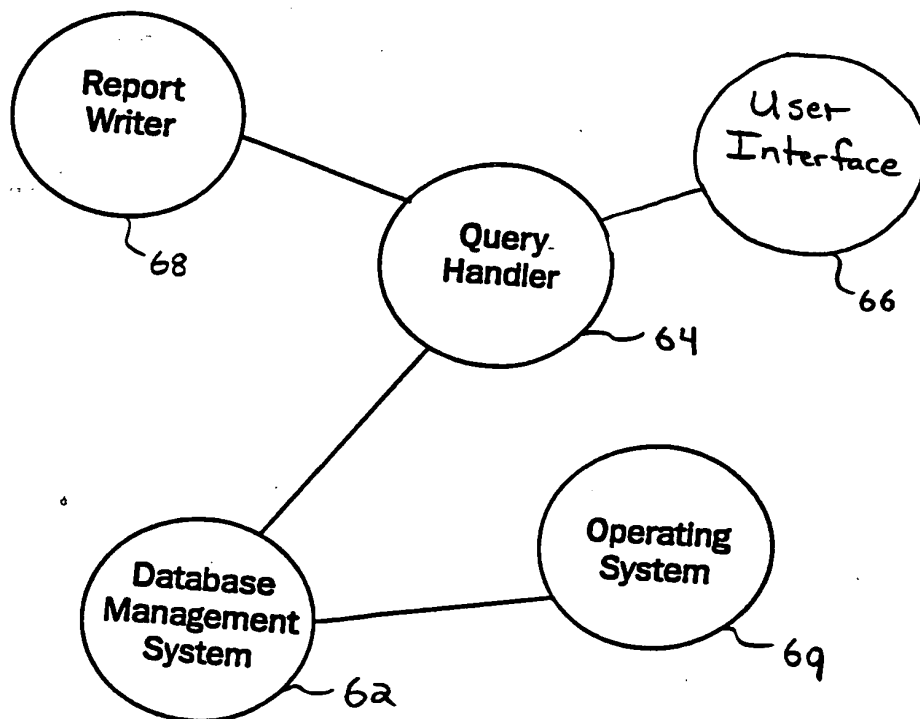 Report
Writer
68
User
Interface
66
Query
Handler
64
Operating
System
69
Database
Management
System
62